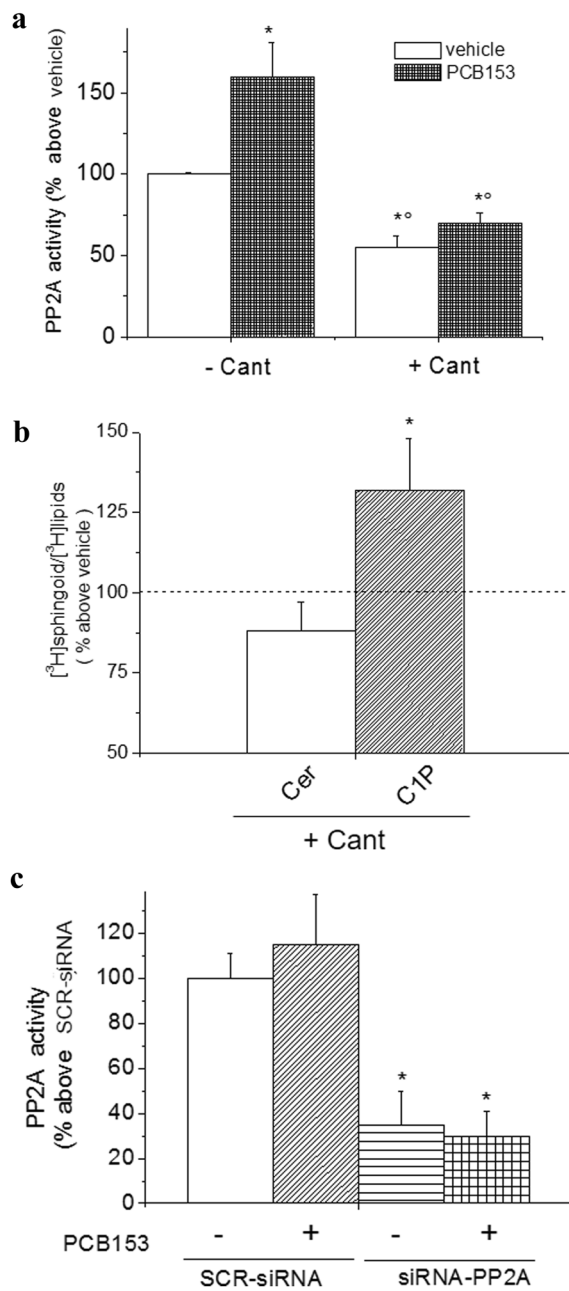 a
PP2A activity (% above vehicle)
150
100
50
0
*
*°
*°
vehicle
PCB153
- Cant
+ Cant
b
[³H]sphingoid/[³H]lipids
( % above vehicle )
150
125
100
75
50
*
Cer
C1P
+ Cant
c
PP2A activity
(% above SCR-siRNA
120
100
80
60
40
20
0
*
*
PCB153
-
+
-
+
SCR-siRNA
siRNA-PP2A